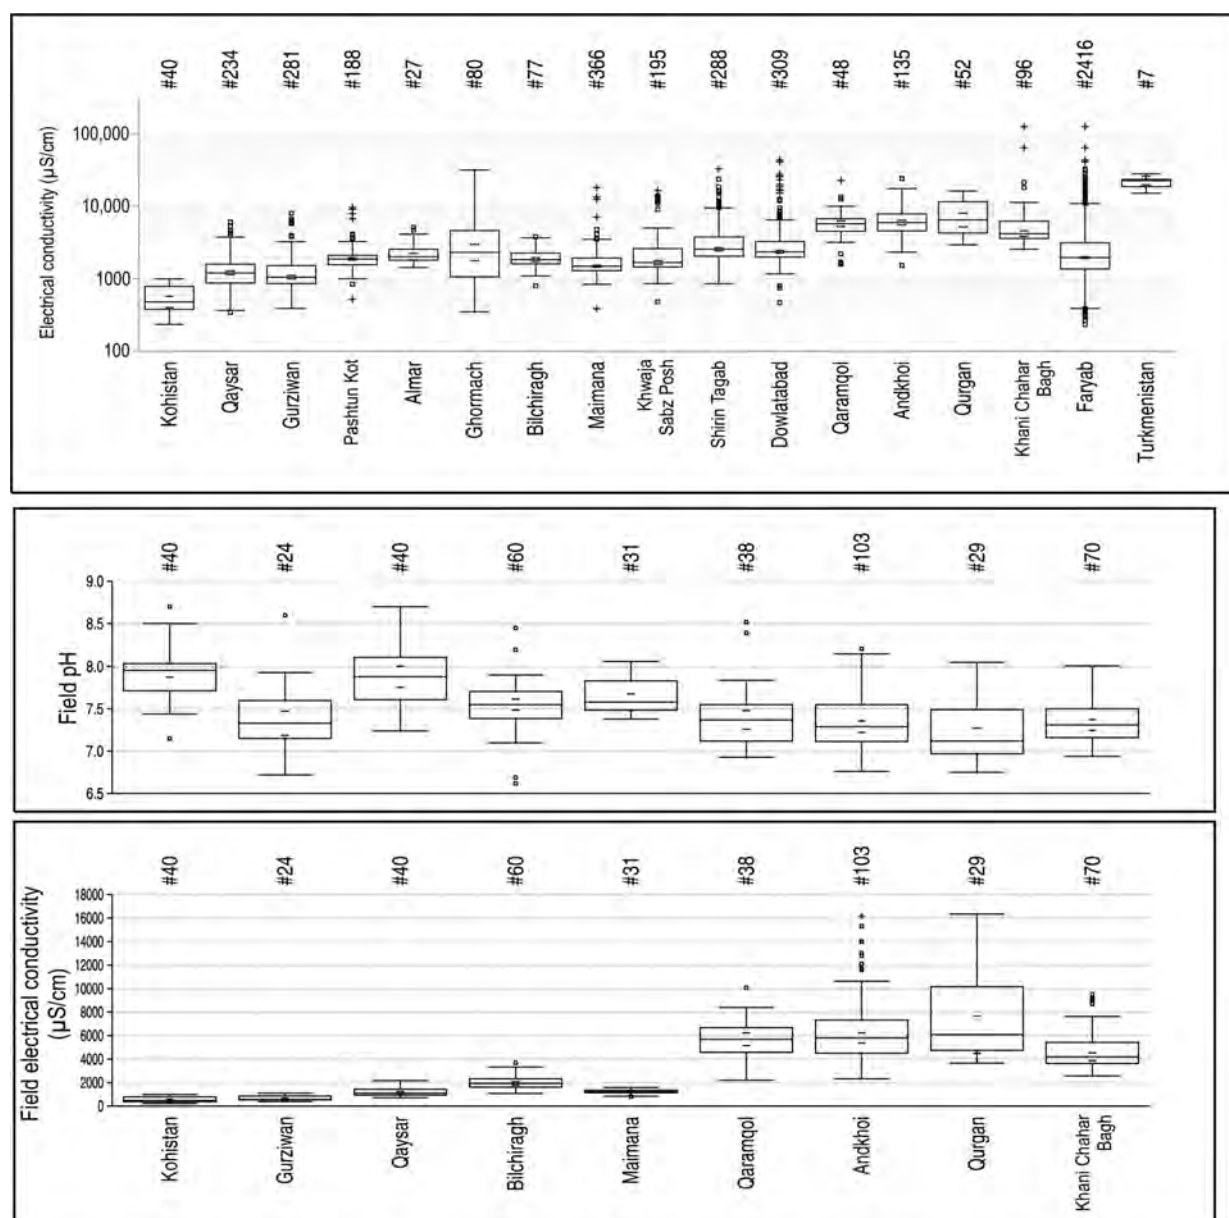 #40
#234
#281
#188
#27
#80
#77
#366
#195
#288
#309
#48
#135
#52
#96
#2416
#7
Electrical conductivity (µS/cm)
100,000
10,000
1000
100
Kohistan
Qaysar
Gurziwan
Pashtun Kot
Almar
Ghormach
Bilchiragh
Maimana
Khwaja
Sabz Posh
Shirin Tagab
Dowlatabad
Qaramqol
Andkhoi
Qurgan
Khani Chahar
Bagh
Faryab
Turkmenistan
#40
#24
#40
#60
#31
#38
#103
#29
#70
Field pH
9.0
8.5
8.0
7.5
7.0
6.5
#40
#24
#40
#60
#31
#38
#103
#29
#70
Field electrical conductivity
(µS/cm)
18000
16000
14000
12000
10000
8000
6000
4000
2000
0
Kohistan
Gurziwan
Qaysar
Bilchiragh
Maimana
Qaramqol
Andkhoi
Qurgan
Khani Chahar
Bagh